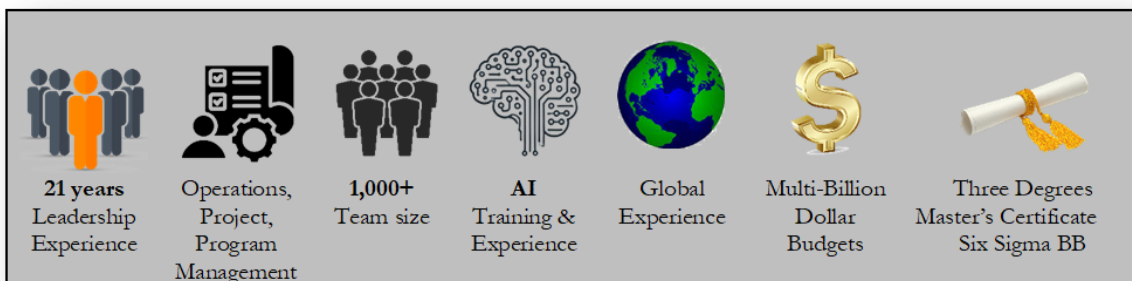 21 years
Leadership
Experience
Operations,
Project,
Program
Management
1,000+
Team size
AI
Training &
Experience
Global
Experience
Multi-Billion
Dollar
Budgets
Three Degrees
Master's Certificate
Six Sigma BB